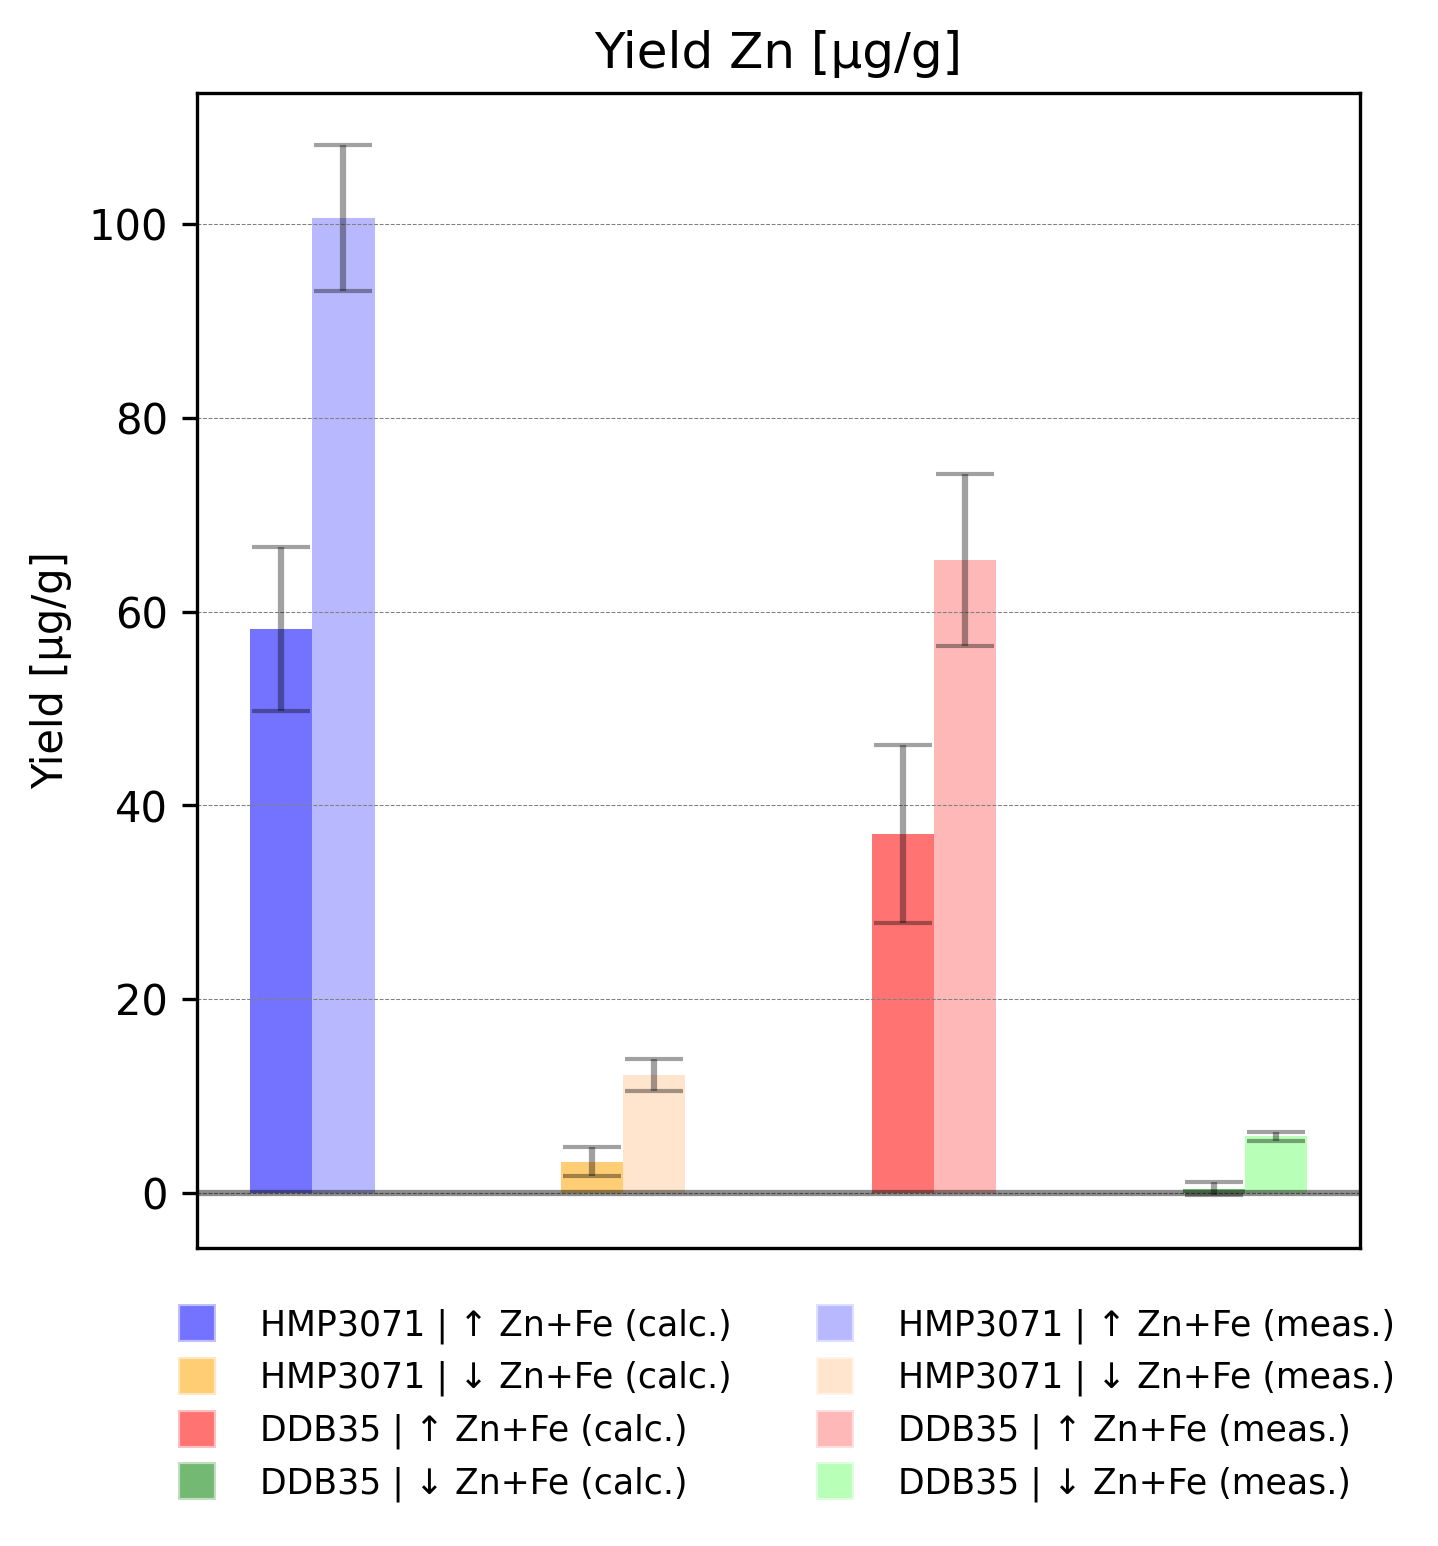 Yield Zn [µg/g]
Yield [µg/g]
100
80
60
40
20
0
HMP3071 | ↑ Zn+Fe (calc.)
HMP3071 | ↓ Zn+Fe (calc.)
DDB35 | ↑ Zn+Fe (calc.)
DDB35 | ↓ Zn+Fe (calc.)
HMP3071 | ↑ Zn+Fe (meas.)
HMP3071 | ↓ Zn+Fe (meas.)
DDB35 | ↑ Zn+Fe (meas.)
DDB35 | ↓ Zn+Fe (meas.)